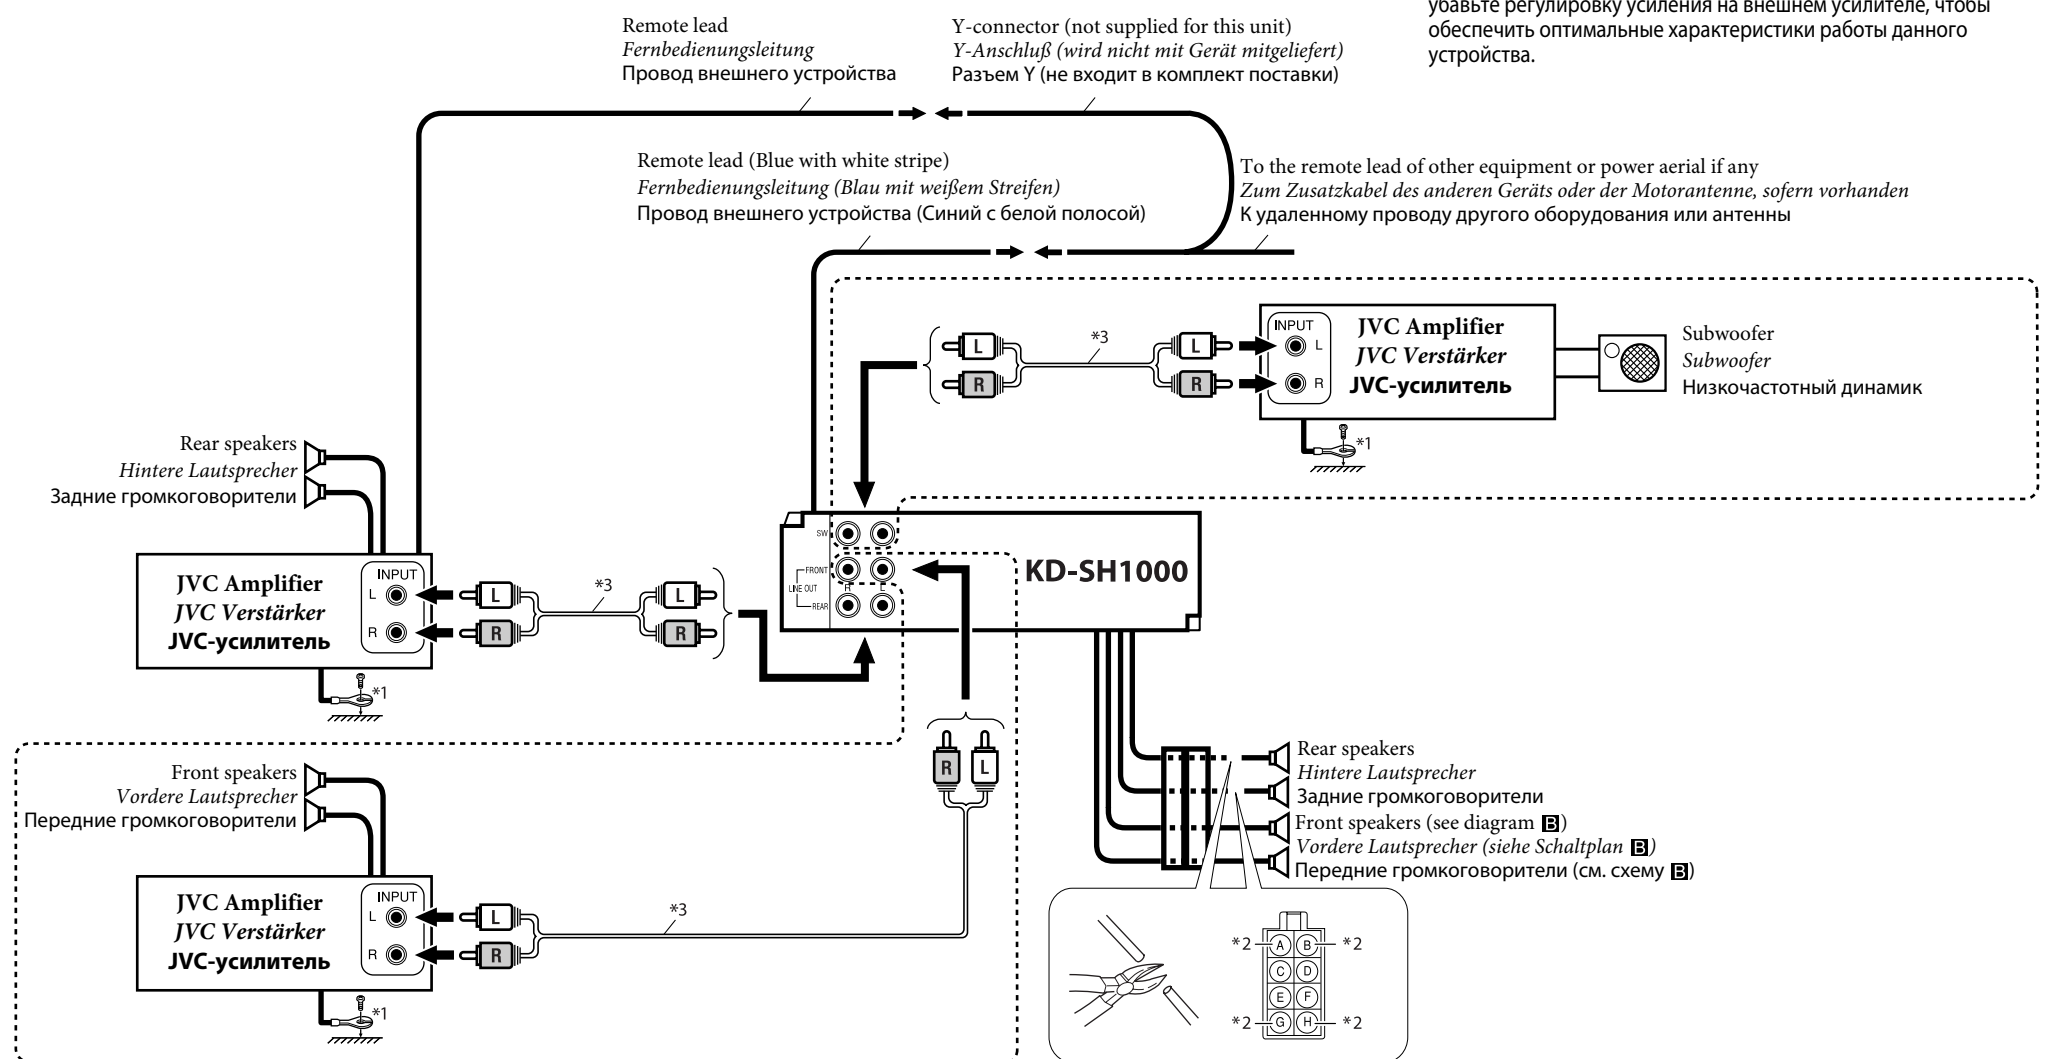 убавьте регулировку усиления на внешнем усилителе, чтобы
обеспечить оптимальные характеристики работы данного
устройства.
Remote lead
Fernbedienungsleitung
Провод внешнего устройства
Y-connector (not supplied for this unit)
Y-Anschluß (wird nicht mit Gerät mitgeliefert)
Разъем Y (не входит в комплект поставки)
Remote lead (Blue with white stripe)
Fernbedienungsleitung (Blau mit weißem Streifen)
Провод внешнего устройства (Синий с белой полосой)
To the remote lead of other equipment or power aerial if any
Zum Zusatzkabel des anderen Geräts oder der Motorantenne, sofern vorhanden
К удаленному проводу другого оборудования или антенны
L
R
*3
L
R
INPUT
L
R
JVC Amplifier
JVC Verstärker
JVC-усилитель
*1
Subwoofer
Subwoofer
Низкочастотный динамик
Rear speakers
Hintere Lautsprecher
Задние громкоговорители
JVC Amplifier
JVC Verstärker
JVC-усилитель
INPUT
L
R
*1
L
R
*3
L
R
SW
FRONT
LINE OUT
R L
REAR
KD-SH1000
R L
Front speakers
Vordere Lautsprecher
Передние громкоговорители
JVC Amplifier
JVC Verstärker
JVC-усилитель
INPUT
L
R
*1
L
R
*3
Rear speakers
Hintere Lautsprecher
Задние громкоговорители
Front speakers (see diagram B)
Vordere Lautsprecher (siehe Schaltplan B)
Передние громкоговорители (см. схему B)
*2 A B *2
C D
E F
*2 G H *2